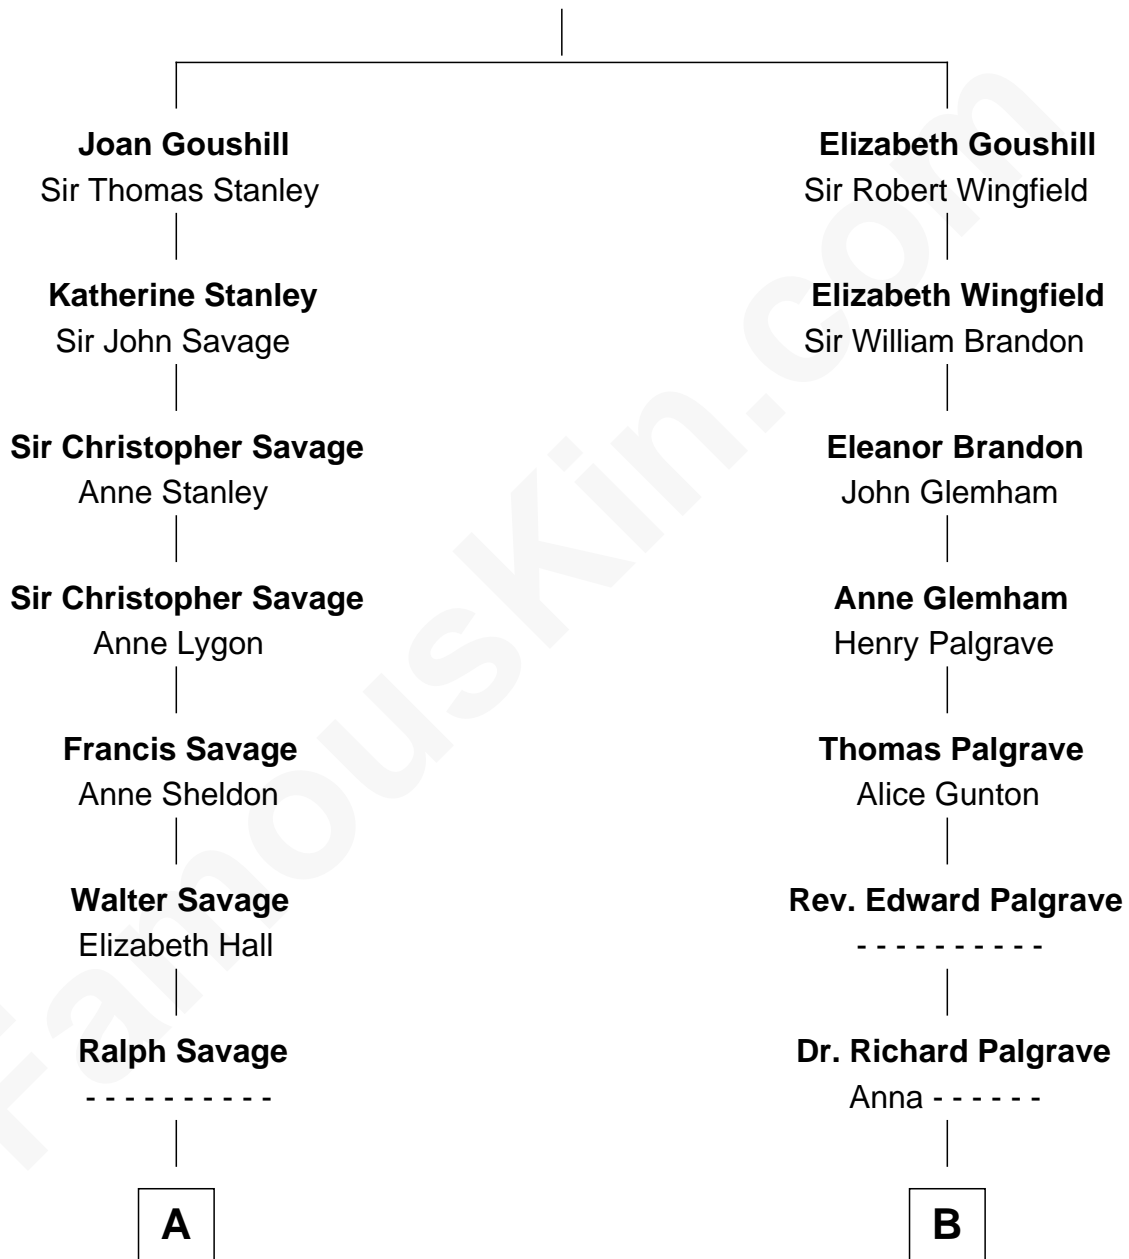 Joan Goushill
Sir Thomas Stanley
Katherine Stanley
Sir John Savage
Sir Christopher Savage
Anne Stanley
Sir Christopher Savage
Anne Lygon
Francis Savage
Anne Sheldon
Walter Savage
Elizabeth Hall
Ralph Savage
- - - - - - - - - -
A
Elizabeth Goushill
Sir Robert Wingfield
Elizabeth Wingfield
Sir William Brandon
Eleanor Brandon
John Glemham
Anne Glemham
Henry Palgrave
Thomas Palgrave
Alice Gunton
Rev. Edward Palgrave
- - - - - - - - - -
Dr. Richard Palgrave
Anna - - - - - -
B
FamousKin.com